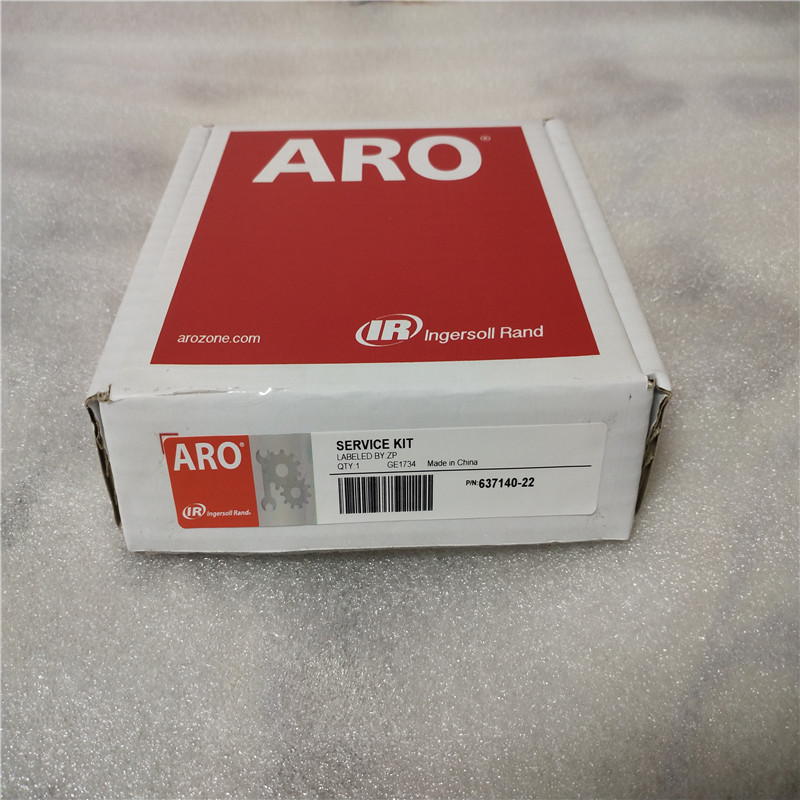 ARO®
arozone.com
IR Ingersoll Rand
ARO®
IR Ingersoll Rand®
SERVICE KIT
LABELED BY ZP
QTY:1 GE1734 Made in China
P/N:637140-22